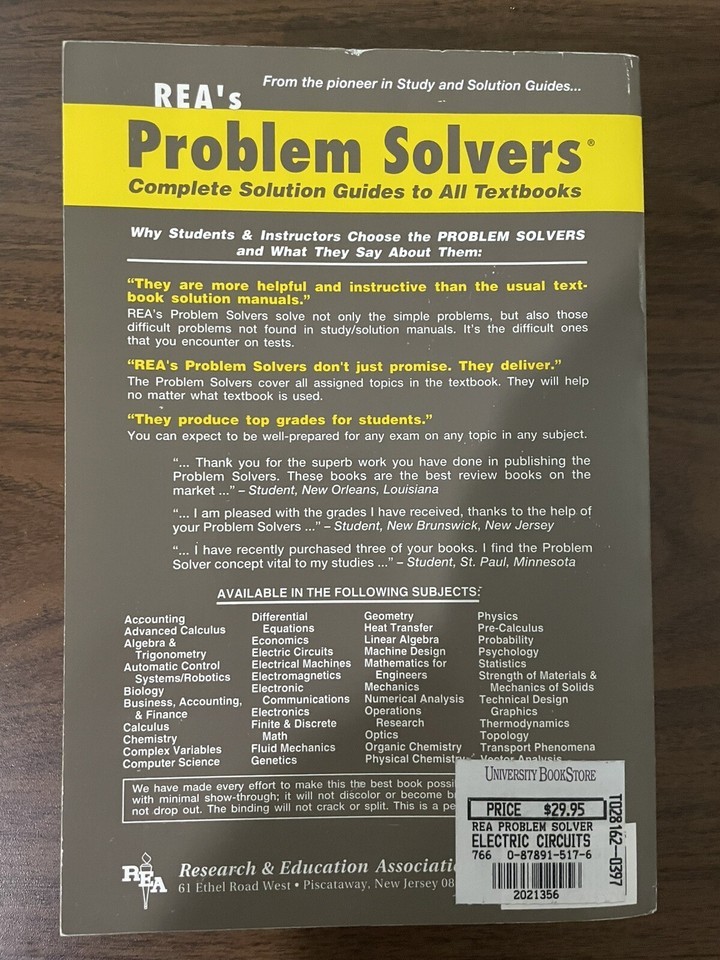 From the pioneer in Study and Solution Guides...
REA's
Problem Solvers®
Complete Solution Guides to All Textbooks
Why Students & Instructors Choose the PROBLEM SOLVERS
and What They Say About Them:
“They are more helpful and instructive than the usual text-
book solution manuals.”
REA's Problem Solvers solve not only the simple problems, but also those
difficult problems not found in study/solution manuals. It's the difficult ones
that you encounter on tests.
“REA's Problem Solvers don't just promise. They deliver.”
The Problem Solvers cover all assigned topics in the textbook. They will help
no matter what textbook is used.
“They produce top grades for students.”
You can expect to be well-prepared for any exam on any topic in any subject.
“... Thank you for the superb work you have done in publishing the
Problem Solvers. These books are the best review books on the
market ...” – Student, New Orleans, Louisiana
“... I am pleased with the grades I have received, thanks to the help of
your Problem Solvers ...” – Student, New Brunswick, New Jersey
“... I have recently purchased three of your books. I find the Problem
Solver concept vital to my studies ...” – Student, St. Paul, Minnesota
AVAILABLE IN THE FOLLOWING SUBJECTS:
Accounting
Advanced Calculus
Algebra &
Trigonometry
Automatic Control
Systems/Robotics
Biology
Business, Accounting,
& Finance
Calculus
Chemistry
Complex Variables
Computer Science
Differential
Equations
Economics
Electric Circuits
Electrical Machines
Electromagnetics
Electronic
Communications
Electronics
Finite & Discrete
Math
Fluid Mechanics
Genetics
Geometry
Heat Transfer
Linear Algebra
Machine Design
Mathematics for
Engineers
Mechanics
Numerical Analysis
Operations
Research
Optics
Organic Chemistry
Physical Chemistry
Physics
Pre-Calculus
Probability
Psychology
Statistics
Strength of Materials &
Mechanics of Solids
Technical Design
Graphics
Thermodynamics
Topology
Transport Phenomena
Vector Analysis
We have made every effort to make this the best book
with minimal show-through; it will not discolor or become
not drop out. The binding will not crack or split. This is a
REA
Research & Education
61 Ethel Road West • Piscataway, New Jersey 08
UNIVERSITY BOOKSTORE
PRICE $29.95
REA PROBLEM SOLVER
ELECTRIC CIRCUITS
766 0-87891-517-6
2021356
T028162-0397